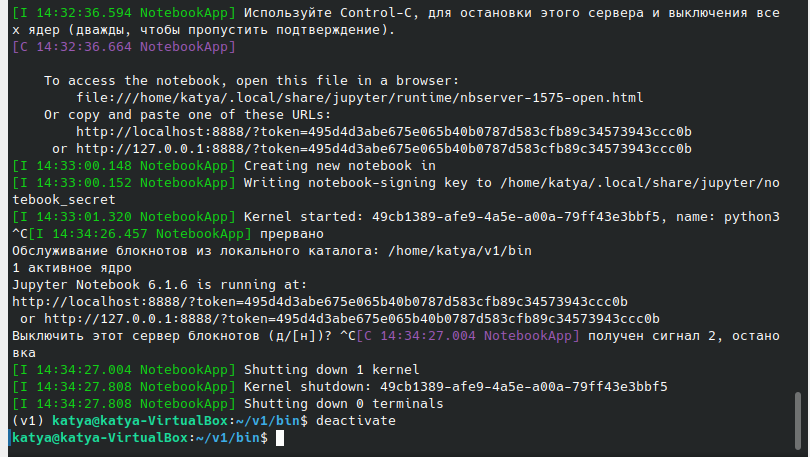 [I 14:32:36.594 NotebookApp] Используйте Control-C, для остановки этого сервера и выключения все
х ядер (дважды, чтобы пропустить подтверждение).
[C 14:32:36.664 NotebookApp]
To access the notebook, open this file in a browser:
file:///home/katya/.local/share/jupyter/runtime/nbserver-1575-open.html
Or copy and paste one of these URLs:
http://localhost:8888/?token=495d4d3abe675e065b40b0787d583cfb89c34573943ccc0b
or http://127.0.0.1:8888/?token=495d4d3abe675e065b40b0787d583cfb89c34573943ccc0b
[I 14:33:00.148 NotebookApp] Creating new notebook in
[I 14:33:00.152 NotebookApp] Writing notebook-signing key to /home/katya/.local/share/jupyter/no
tebook_secret
[I 14:33:01.320 NotebookApp] Kernel started: 49cb1389-afe9-4a5e-a00a-79ff43e3bbf5, name: python3
^C[I 14:34:26.457 NotebookApp] прервано
Обслуживание блокнотов из локального каталога: /home/katya/v1/bin
1 активное ядро
Jupyter Notebook 6.1.6 is running at:
http://localhost:8888/?token=495d4d3abe675e065b40b0787d583cfb89c34573943ccc0b
or http://127.0.0.1:8888/?token=495d4d3abe675e065b40b0787d583cfb89c34573943ccc0b
Выключить этот сервер блокнотов (д/[н])? ^C[C 14:34:27.004 NotebookApp] получен сигнал 2, остано
вка
[I 14:34:27.004 NotebookApp] Shutting down 1 kernel
[I 14:34:27.808 NotebookApp] Kernel shutdown: 49cb1389-afe9-4a5e-a00a-79ff43e3bbf5
[I 14:34:27.808 NotebookApp] Shutting down 0 terminals
(v1) katya@katya-VirtualBox:~/v1/bin$ deactivate
katya@katya-VirtualBox:~/v1/bin$